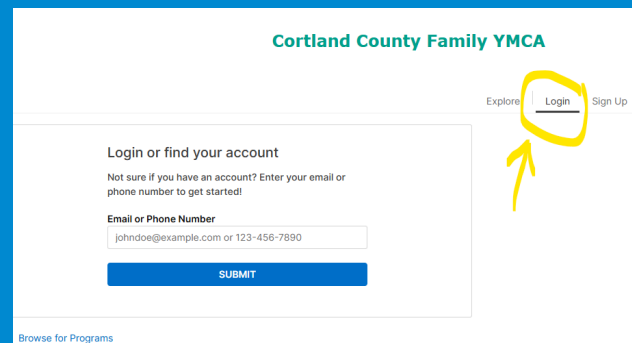 Cortland County Family YMCA
Explore Login Sign Up
Login or find your account
Not sure if you have an account? Enter your email or
phone number to get started!
Email or Phone Number
johndoe@example.com or 123-456-7890
SUBMIT
Browse for Programs